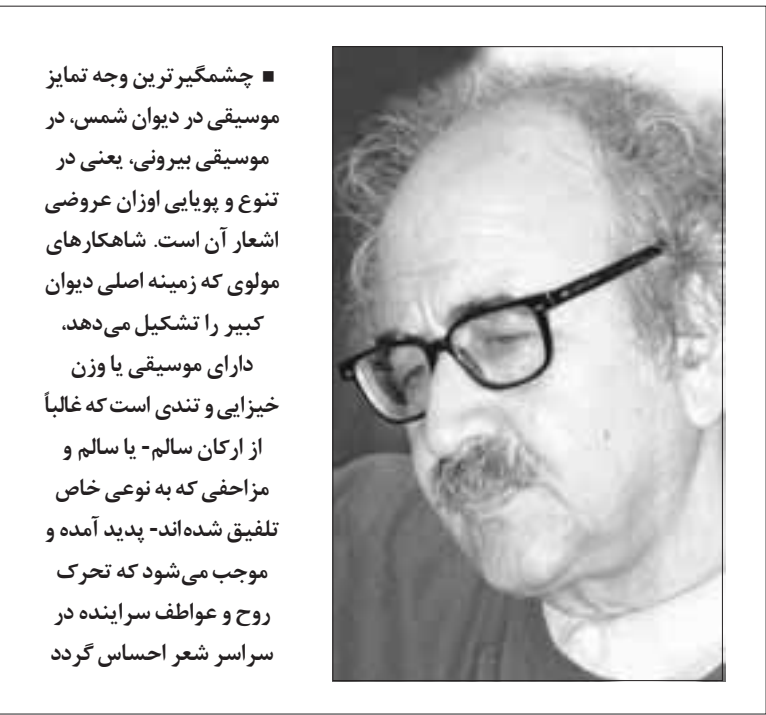 ■ چشمگیرترین وجه تمایز
موسیقی در دیوان شمس، در
موسیقی بیرونی، یعنی در
تنوع و پویایی اوزان عروضی
اشعار آن است. شاهکارهای
مولوی که زمینه اصلی دیوان
کبیر را تشکیل می‌دهد،
دارای موسیقی یا وزن
خیزابی و تندی است که غالباً
از ارکان سالم- یا سالم و
مزاحفی که به نوعی خاص
تلفیق شده‌اند- پدید آمده و
موجب می‌شود که تحرک
روح و عواطف سراینده در
سراسر شعر احساس گردد